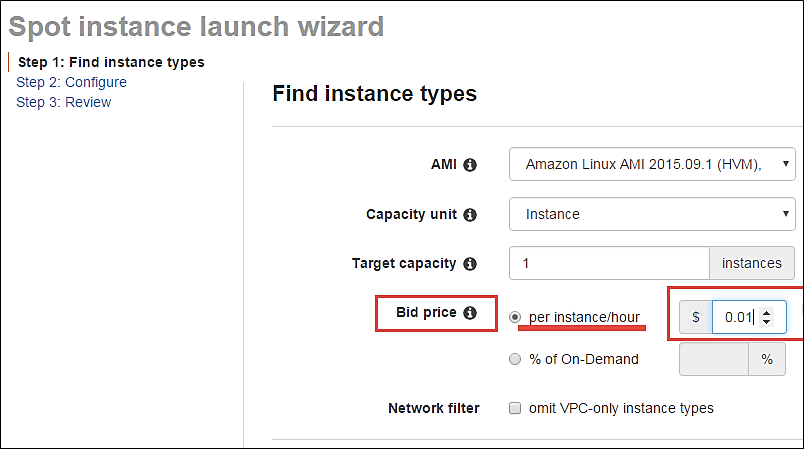 Spot instance launch wizard
Step 1: Find instance types
Step 2: Configure
Step 3: Review
Find instance types
AMI
Amazon Linux AMI 2015.09.1 (HVM),
Capacity unit
Instance
Target capacity
1
instances
Bid price
per instance/hour
$
0.01
% of On-Demand
%
Network filter
omit VPC-only instance types